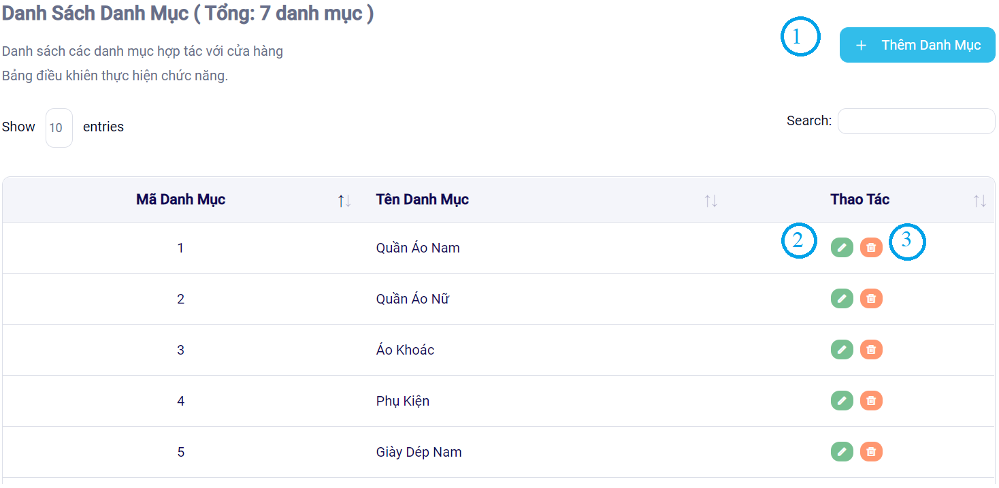 Danh Sách Danh Mục ( Tổng: 7 danh mục )
1
+ Thêm Danh Mục
Danh sách các danh mục hợp tác với cửa hàng
Bảng điều khiên thực hiện chức năng.
Show 10 entries
Search:
Mã Danh Mục Tên Danh Mục Thao Tác
1 Quần Áo Nam 2 3
2 Quần Áo Nữ
3 Áo Khoác
4 Phụ Kiện
5 Giày Dép Nam